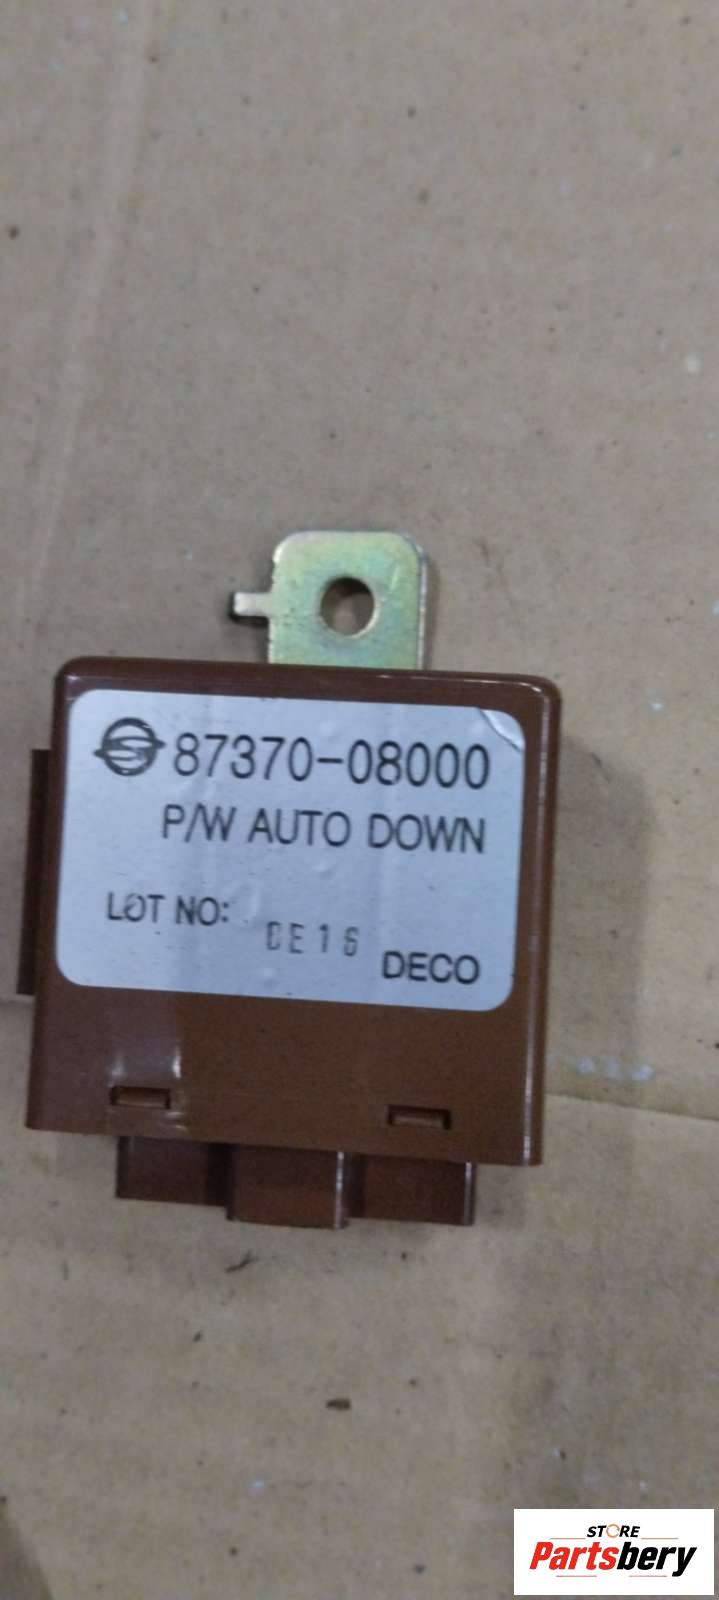 87370-08000
P/W AUTO DOWN
LOT NO: DE16
DECO
STORE
Partsbery